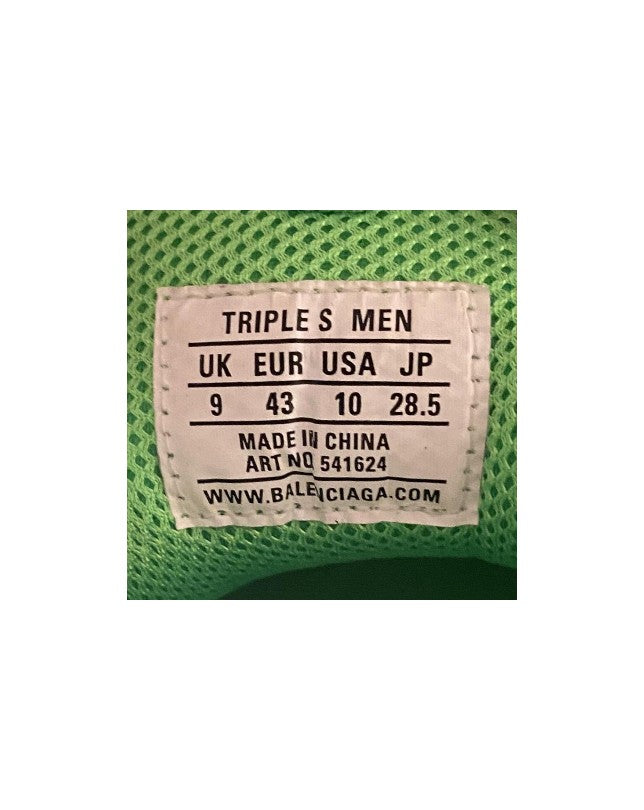 TRIPLE S MEN
UK EUR USA JP
9 43 10 28.5
MADE IN CHINA
ART NO 541624
WWW.BALENCIAGA.COM